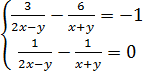 { 3/(2x-y) - 6/(x+y) = -1
1/(2x-y) - 1/(x+y) = 0